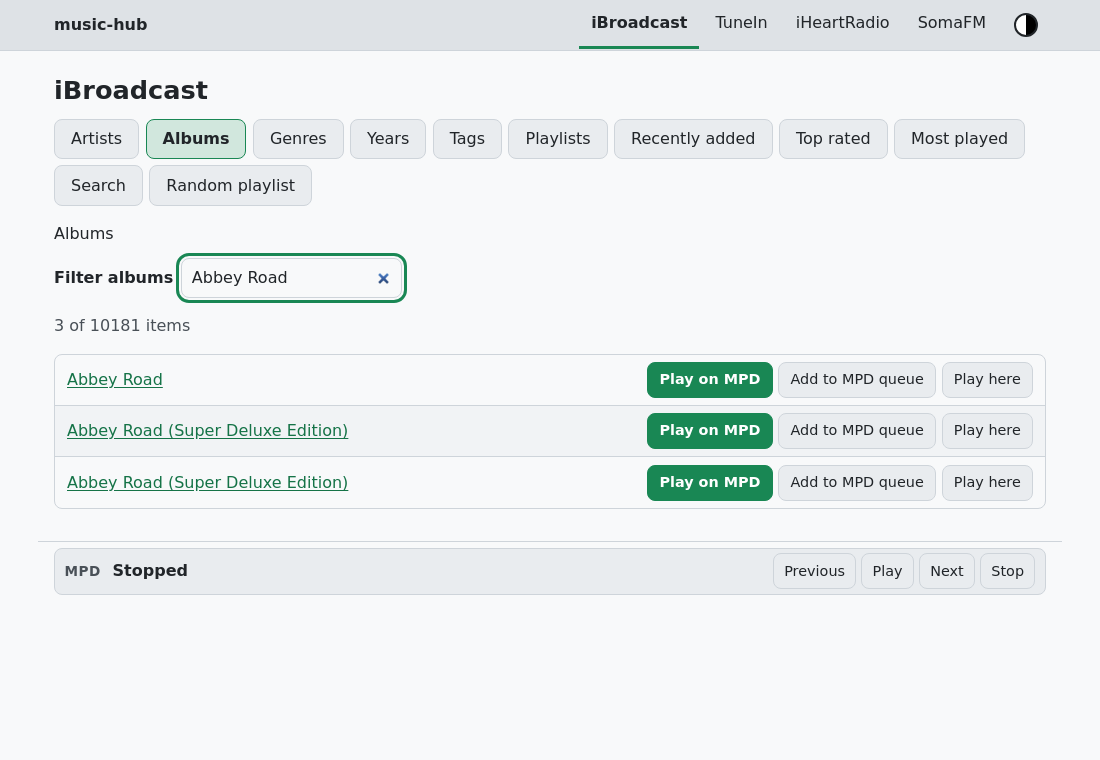 music-hub
iBroadcast TuneIn iHeartRadio SomaFM
iBroadcast
Artists Albums Genres Years Tags Playlists Recently added Top rated Most played
Search Random playlist
Albums
Filter albums Abbey Road
3 of 10181 items
Abbey Road Play on MPD Add to MPD queue Play here
Abbey Road (Super Deluxe Edition) Play on MPD Add to MPD queue Play here
Abbey Road (Super Deluxe Edition) Play on MPD Add to MPD queue Play here
MPD Stopped Previous Play Next Stop